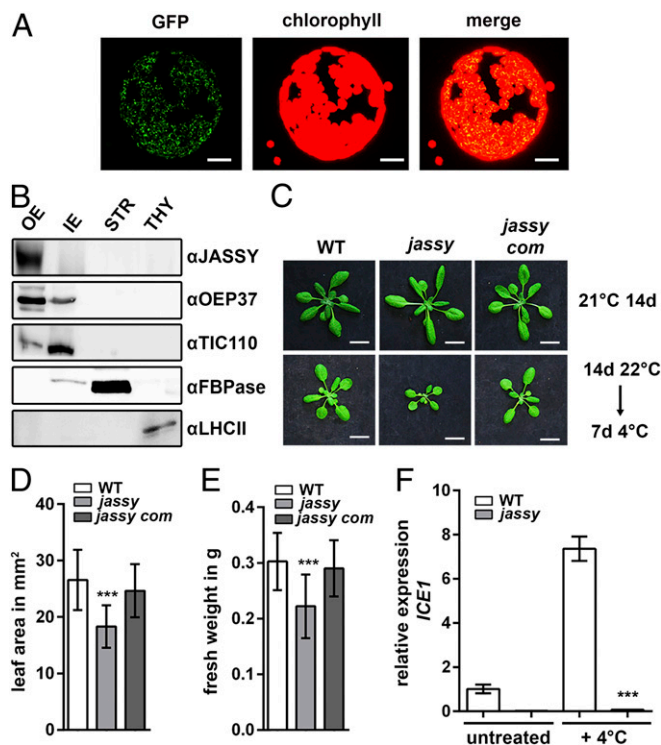 A
GFP chlorophyll merge
B
OE IE STR THY
αJASSY
αOEP37
αTIC110
αFBPase
αLHCII
C
WT jassy jassy com
21°C 14d
14d 22°C
7d 4°C
D
WT
jassy
jassy com
leaf area in mm²
40
30
20
10
0
***
E
WT
jassy
jassy com
fresh weight in g
0.4
0.3
0.2
0.1
0.0
***
F
WT
jassy
relative expression
ICE1
10
8
6
4
2
0
***
untreated + 4°C